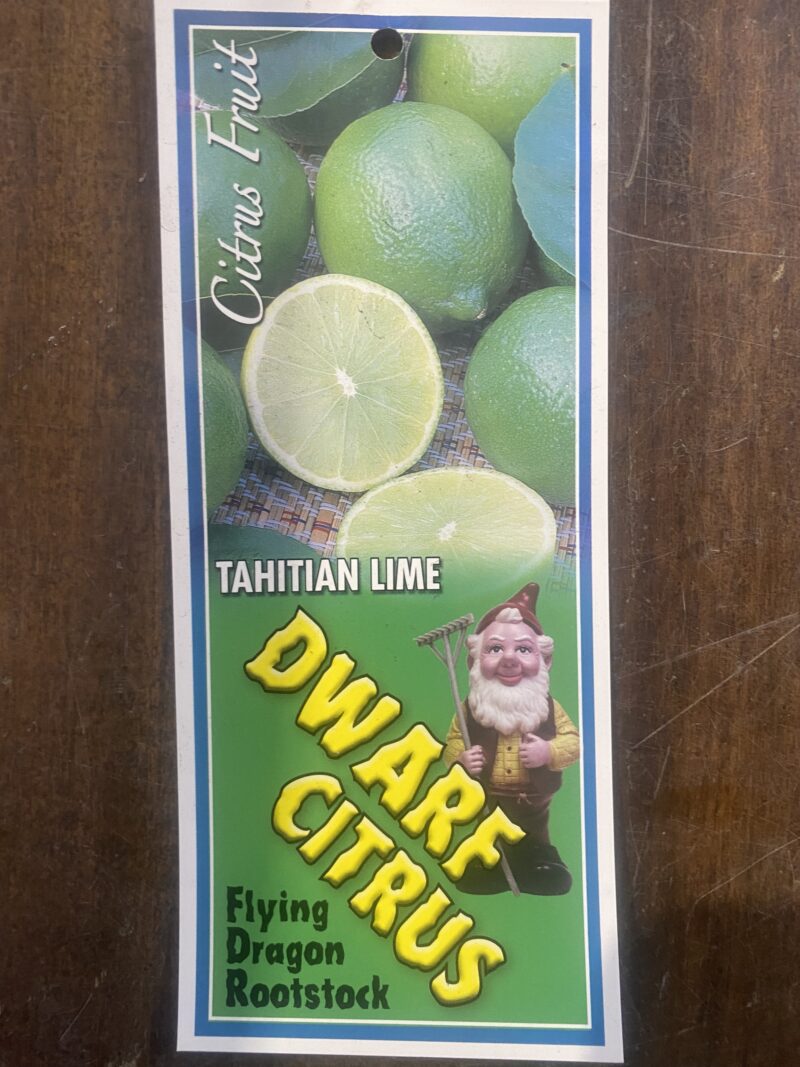 Citrus Fruit
TAHITIAN LIME
DWARF
CITRUS
Flying
Dragon
Rootstock